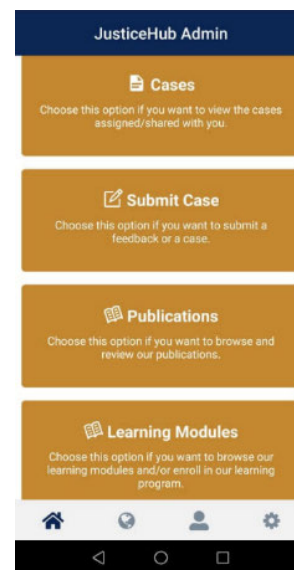 JusticeHub Admin
Cases
Choose this option if you want to view the cases
assigned/shared with you.
Submit Case
Choose this option if you want to submit a
feedback or a case.
Publications
Choose this option if you want to browse and
review our publications.
Learning Modules
Choose this option if you want to browse our
learning modules and/or enroll in our learning
program.